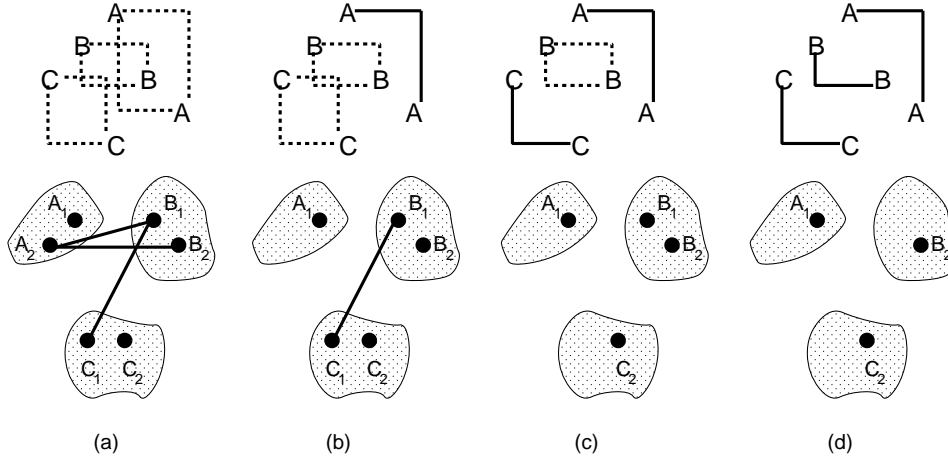 A A A A
B B B B
C B C B C B C B
A A A A
C C C C
A1 B1 A1 B1 A1 B1 A1
A2 B2 B2 B2 B2
C1 C2 C1 C2 C2 C2
(a) (b) (c) (d)